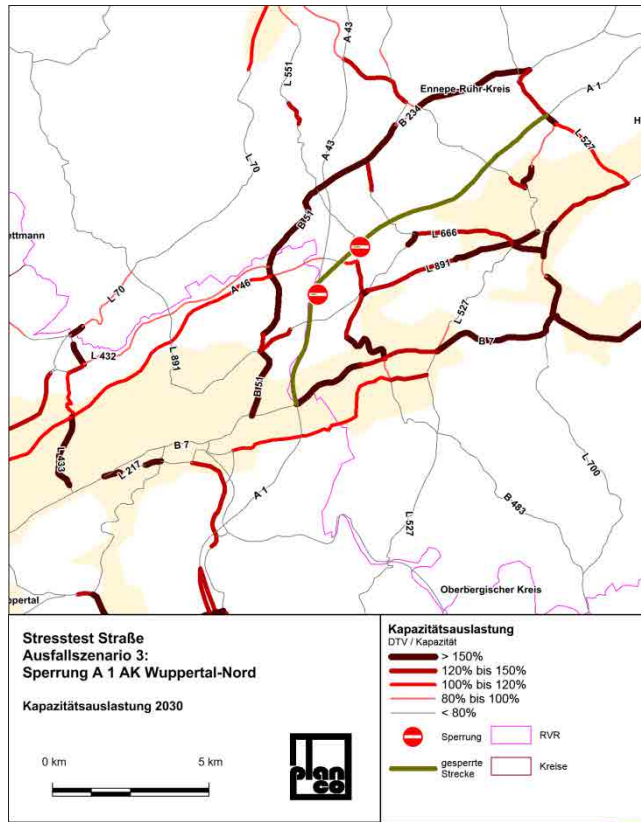 A 43
L 551
Ennepe-Ruhr-Kreis
A 1
B 234
A 43
H
L 527
L 70
B 51
ettmann
L 666
L 891
L 70
A 46
L 527
L 432
B 7
L 891
B 51
B 7
L 433
L 217
L 700
A 1
B 483
L 527
Oberbergischer Kreis
ppertal
Stresstest Straße
Ausfallszenario 3:
Sperrung A 1 AK Wuppertal-Nord
Kapazitätsauslastung 2030
0 km 5 km
plan
co
Kapazitätsauslastung
DTV / Kapazität
> 150%
120% bis 150%
100% bis 120%
80% bis 100%
< 80%
Sperrung RVR
gesperrte Kreise
Strecke